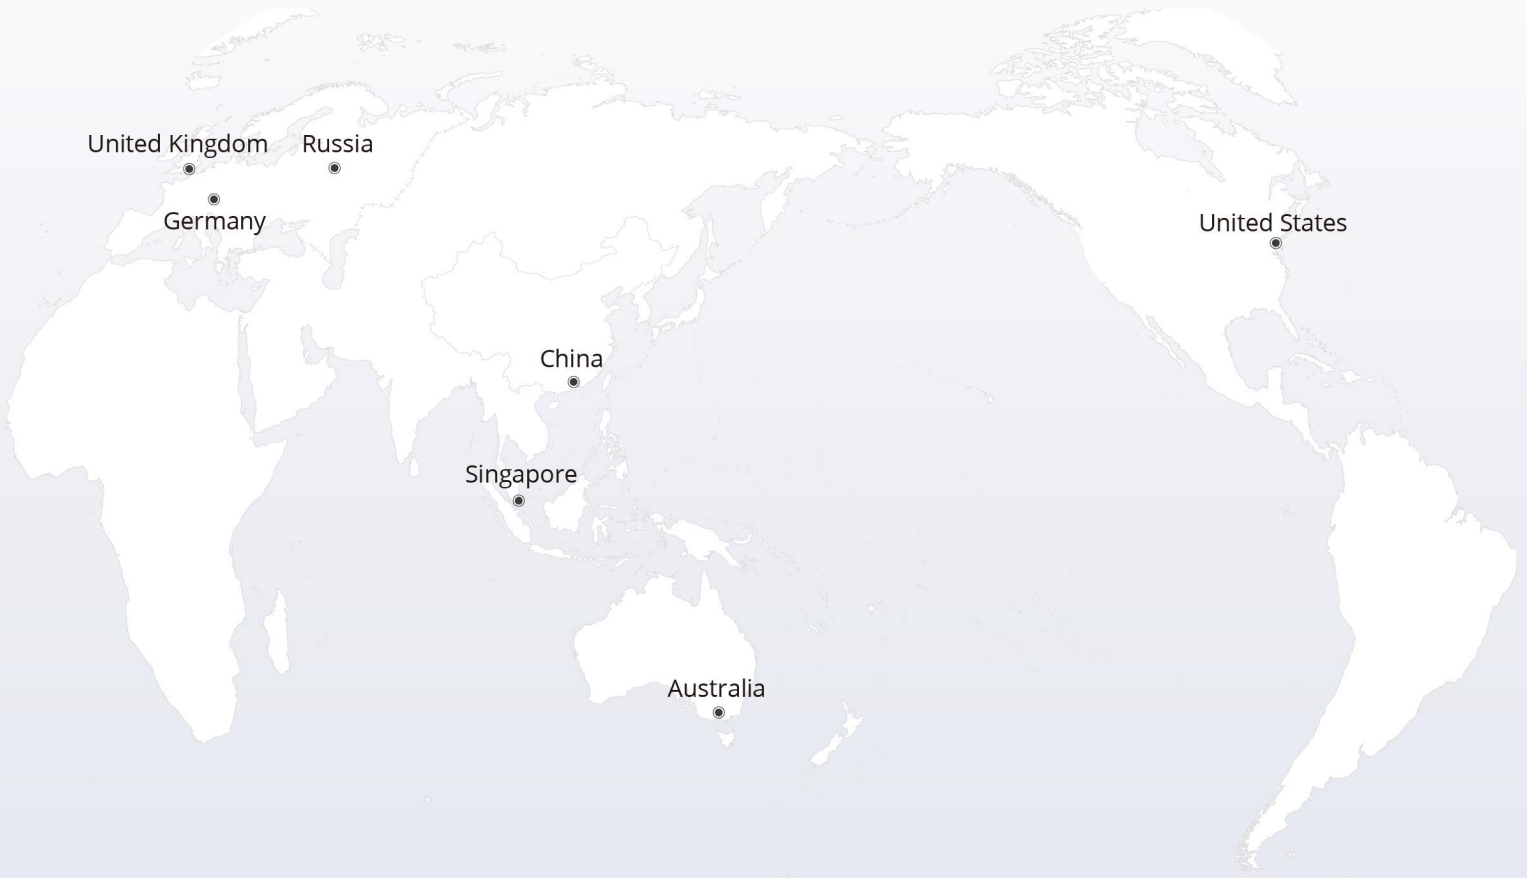 United Kingdom
Russia
Germany
United States
China
Singapore
Australia